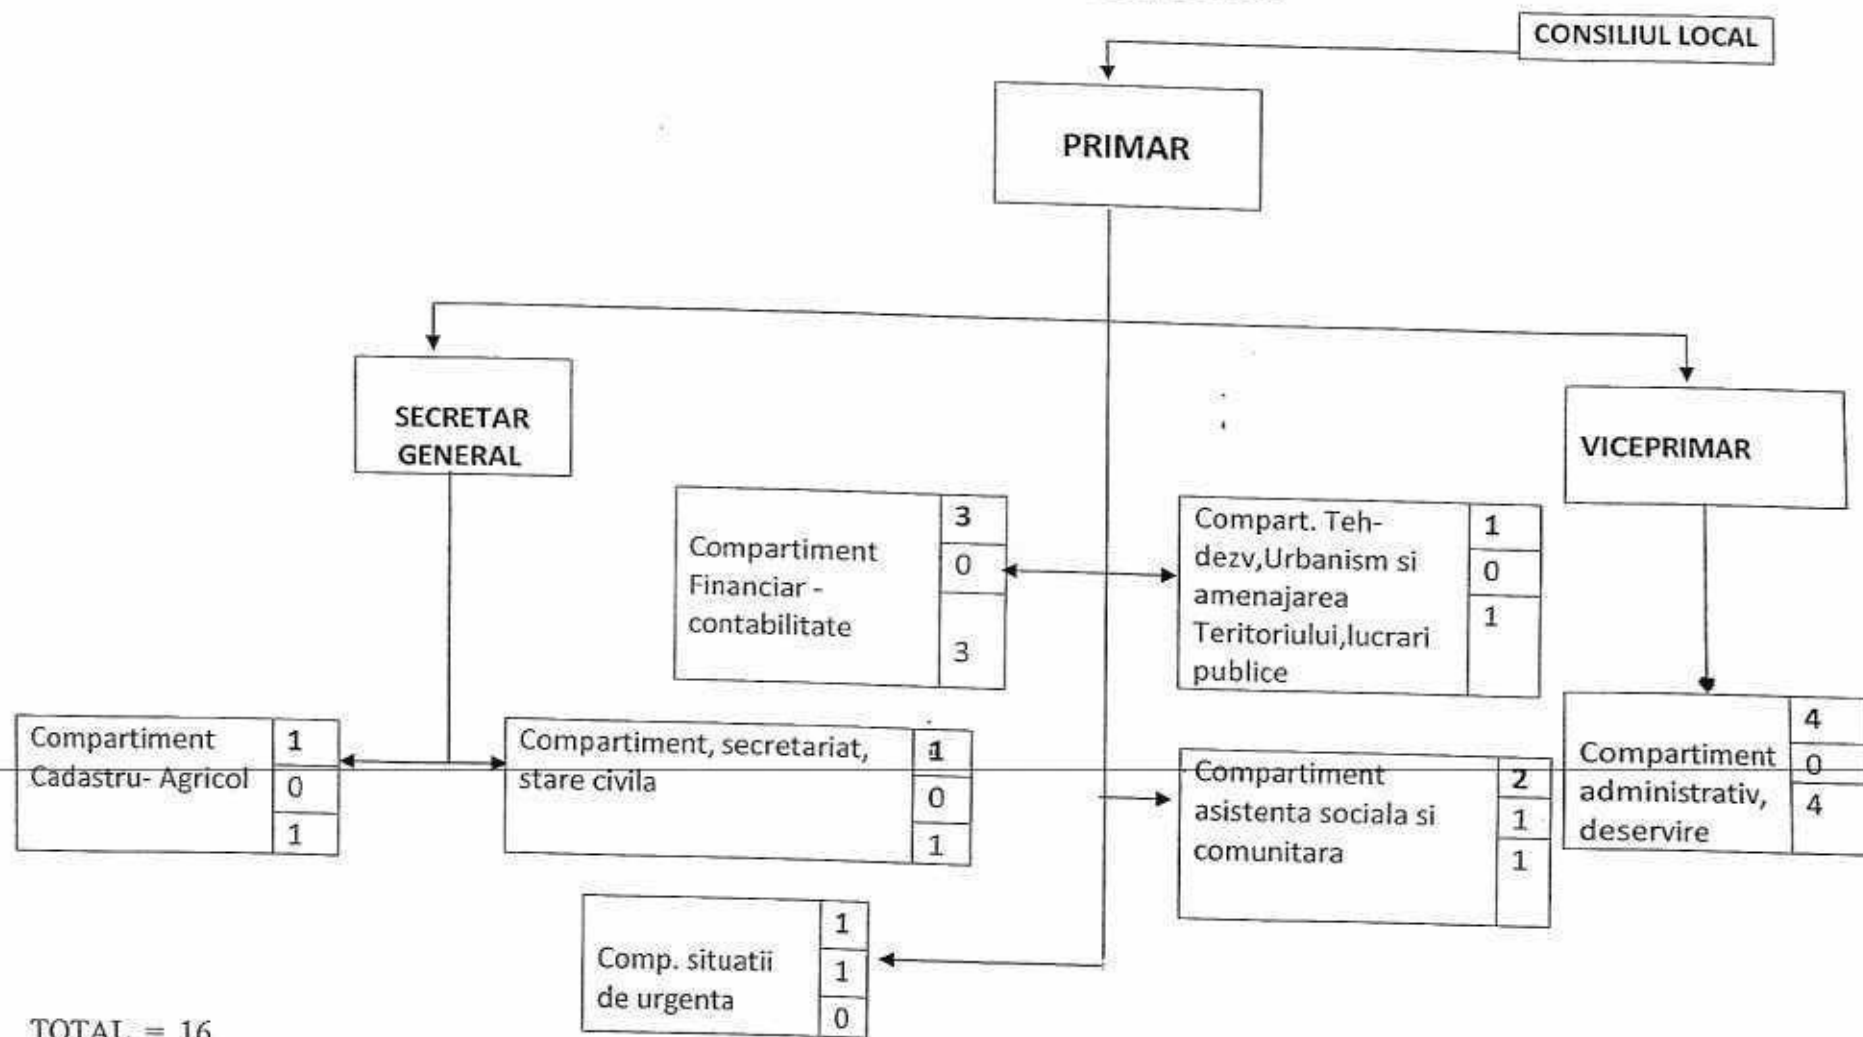 CONSILIUL LOCAL
PRIMAR
SECRETAR
GENERAL
VICEPRIMAR
Compartiment
Financiar -
contabilitate
3
0
3
Compart. Teh-
dezv,Urbanism si
amenajarea
Teritoriului,lucrari
publice
1
0
1
Compartiment
Cadastru- Agricol
1
0
1
Compartiment, secretariat,
stare civila
1
0
1
Compartiment
asistenta sociala si
comunitara
2
1
1
Compartiment
administrativ,
deservire
4
0
4
Comp. situatii
de urgenta
1
1
0
TOTAL = 16